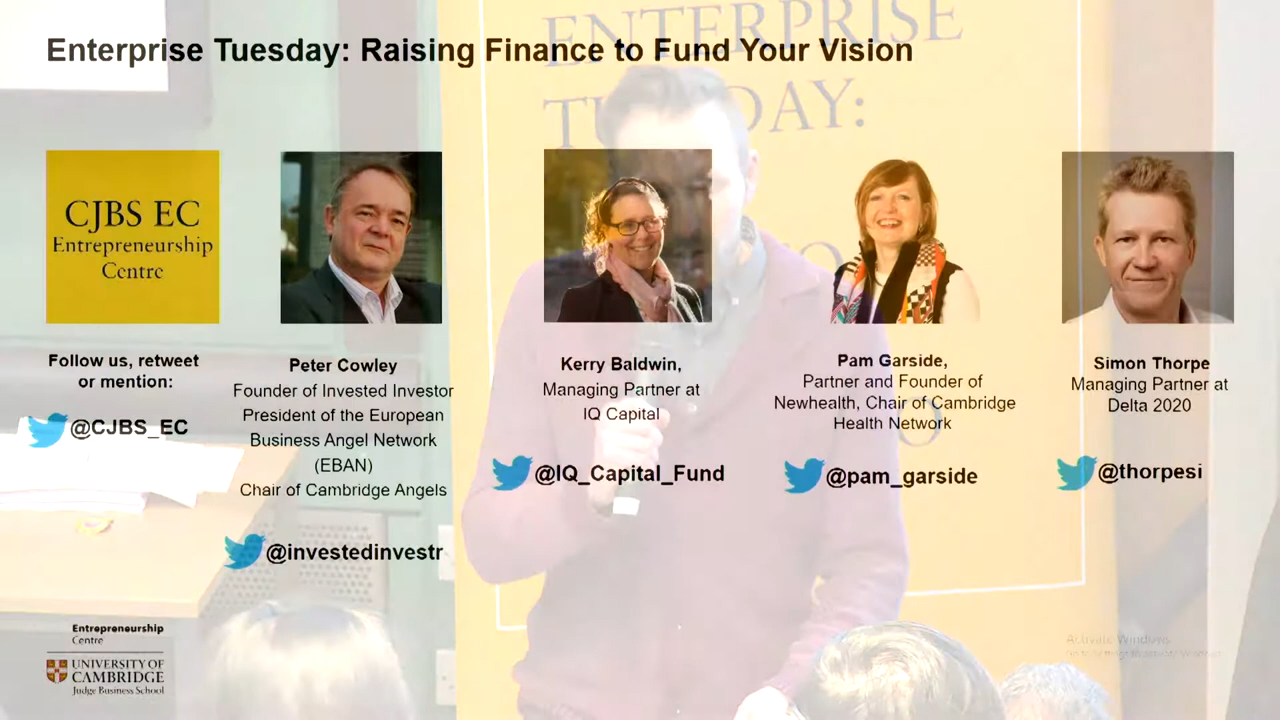 Enterprise Tuesday: Raising Finance to Fund Your Vision
ENTERPRISE
DAY:
CJBS EC
Entrepreneurship
Centre
Follow us, retweet
or mention:
@CJBS_EC
Peter Cowley
Founder of Invested Investor
President of the European
Business Angel Network
(EBAN)
Chair of Cambridge Angels
@investedinvestr
Kerry Baldwin,
Managing Partner at
IQ Capital
@IQ_Capital_Fund
Pam Garside,
Partner and Founder of
Newhealth, Chair of Cambridge
Health Network
@pam_garside
Simon Thorpe
Managing Partner at
Delta 2020
@thorpesi
Entrepreneurship
Centre
UNIVERSITY OF
CAMBRIDGE
Judge Business School
Activate Windows